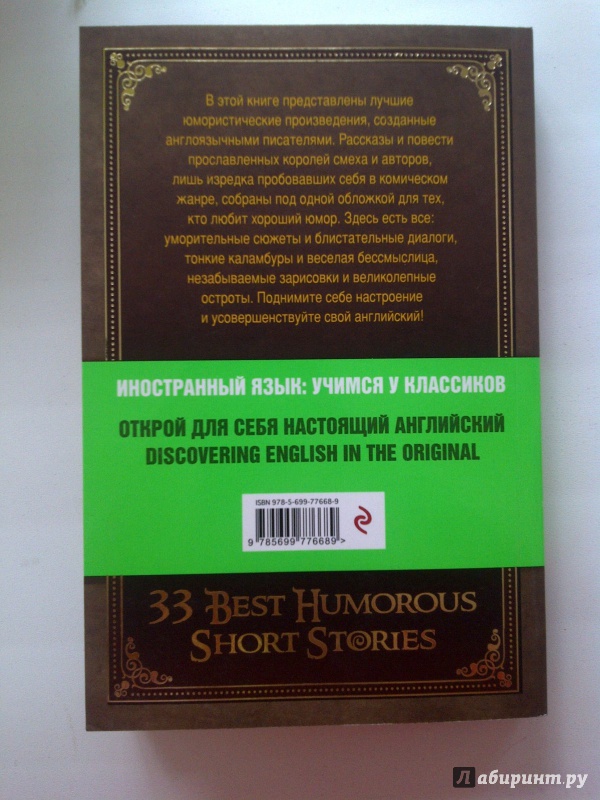 В этой книге представлены лучшие
юмористические произведения, созданные
англоязычными писателями. Рассказы и повести
прославленных королей смеха и авторов,
лишь изредка пробовавших себя в комическом
жанре, собраны под одной обложкой для тех,
кто любит хороший юмор. Здесь есть все:
уморительные сюжеты и блистательные диалоги,
тонкие каламбуры и веселая бессмыслица,
незабываемые зарисовки и великолепные
остроты. Поднимите себе настроение
и усовершенствуйте свой английский!
ИНОСТРАННЫЙ ЯЗЫК: УЧИМСЯ У КЛАССИКОВ
ОТКРОЙ ДЛЯ СЕБЯ НАСТОЯЩИЙ АНГЛИЙСКИЙ
DISCOVERING ENGLISH IN THE ORIGINAL
ISBN 978-5-699-77668-9
9 785699 776689 >
33 BEST HUMOROUS
SHORT STORIES
лабиринт.ру